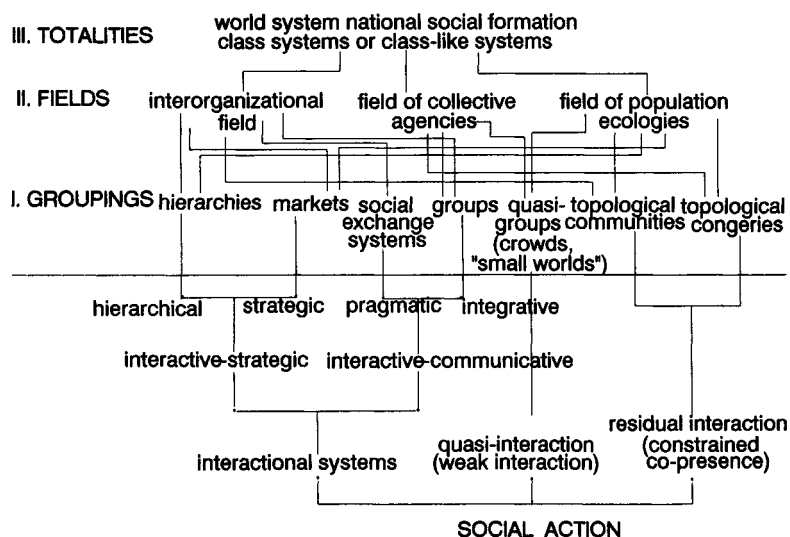 III. TOTALITIES
world system national social formation
class systems or class-like systems
II. FIELDS
interorganizational
field
field of collective
agencies
field of population
ecologies
I. GROUPINGS
hierarchies
markets
social
exchange
systems
groups
quasi-
groups
(crowds,
"small worlds")
topological
communities
topological
congeries
hierarchical
strategic
pragmatic
integrative
interactive-strategic
interactive-communicative
interactional systems
quasi-interaction
(weak interaction)
residual interaction
(constrained
co-presence)
SOCIAL ACTION